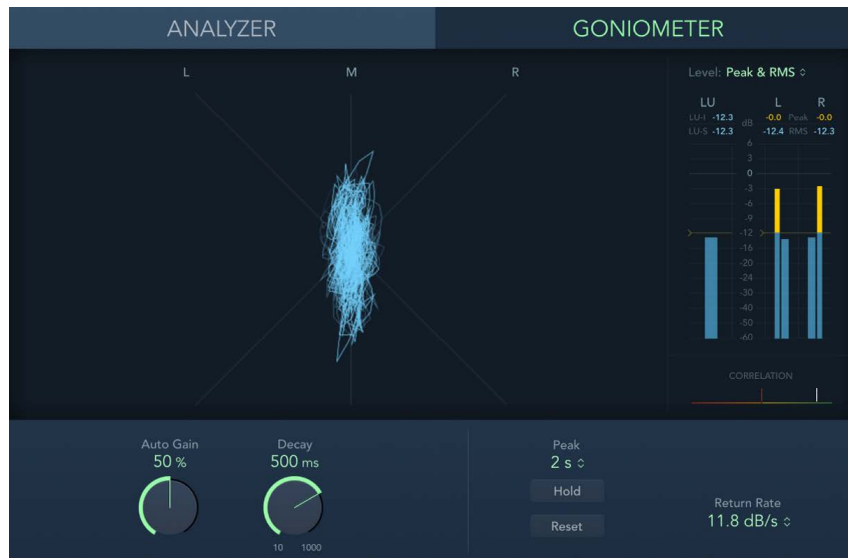 ANALYZER GONIOMETER
L M R
Level: Peak & RMS
LU L R
LU-I -12.3 dB -0.0 Peak -0.0
LU-S -12.3 -12.4 RMS -12.3
6
3
0
-3
-6
-9
-12
-16
-20
-24
-30
-40
-50
-60
CORRELATION
Auto Gain
50 %
Decay
500 ms
10 1000
Peak
2 s
Hold
Reset
Return Rate
11.8 dB/s